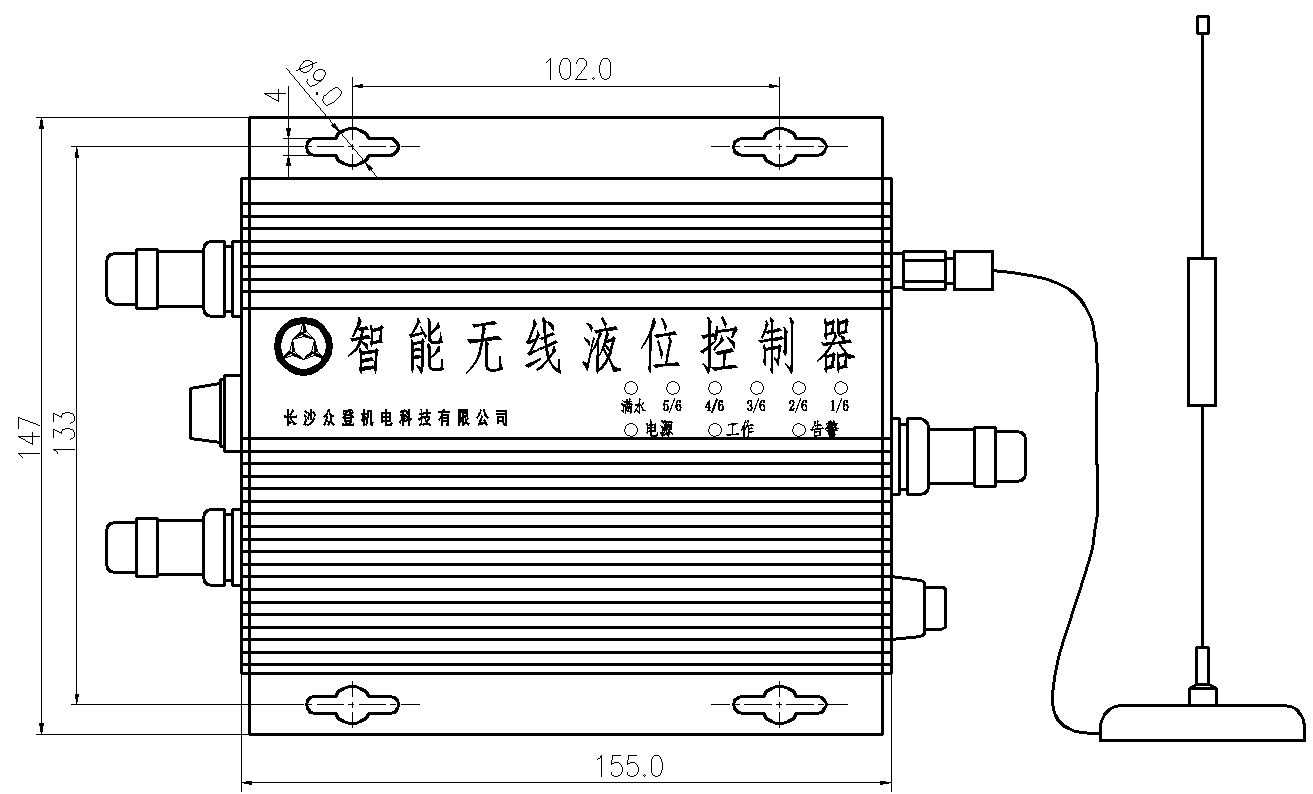 102.0
ø9.0
4
147
133
智能无线液位控制器
满水 5/6 4/6 3/6 2/6 1/6
长沙众登机电科技有限公司
电源 工作 告警
155.0